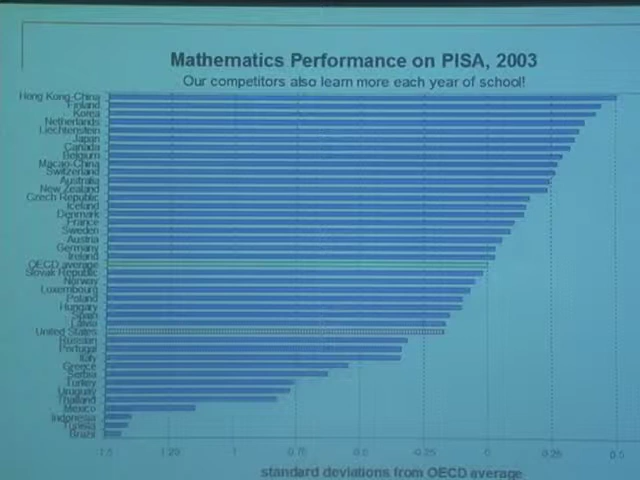 Mathematics Performance on PISA, 2003
Our competitors also learn more each year of school!
Hong Kong-China
Finland
Korea
Netherlands
Liechtenstein
Japan
Canada
Belgium
Macao-China
Switzerland
Australia
New Zealand
Czech Republic
Iceland
Denmark
France
Sweden
Austria
Germany
Ireland
OECD average
Slovak Republic
Norway
Luxembourg
Poland
Hungary
Spain
Latvia
United States
Russian
Portugal
Italy
Greece
Serbia
Turkey
Uruguay
Thailand
Mexico
Indonesia
Tunisia
Brazil
-1 -0.75 -0.5 -0.25 0 0.25 0.5
standard deviations from OECD average